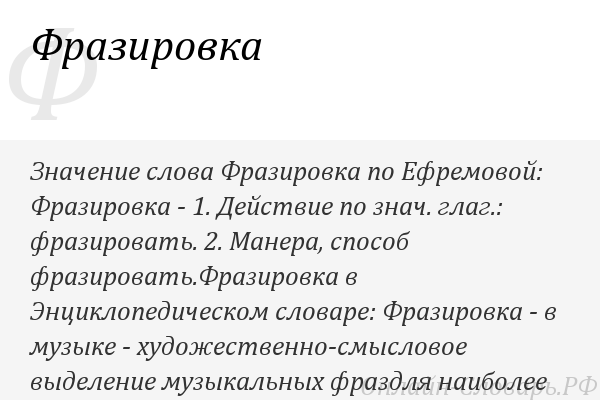 Фразировка
Ф
Значение слова Фразировка по Ефремовой:
Фразировка - 1. Действие по знач. глаг.:
фразировать. 2. Манера, способ
фразировать.Фразировка в
Энциклопедическом словаре: Фразировка - в
музыке - художественно-смысловое
выделение музыкальных фраздля наиболее
онлайн-словарь.РФ